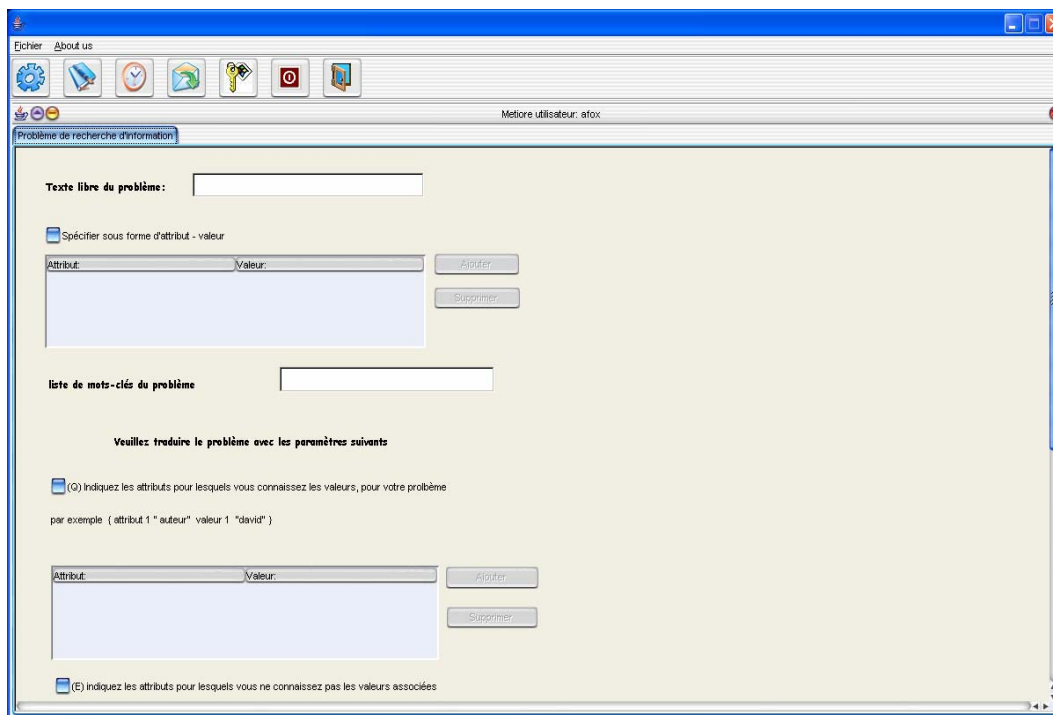 Fichier About us
Metiore utilisateur: afox
Problème de recherche d'information
Texte libre du problème:
Spécifier sous forme d'attribut - valeur
Attribut: Valeur: Ajouter
Supprimer
liste de mots-clés du problème
Veuillez traduire le problème avec les paramètres suivants
(Q) Indiquez les attributs pour lesquels vous connaissez les valeurs, pour votre prolbème
par exemple { attribut 1 " auteur" valeur 1 "david" }
Attribut: Valeur: Ajouter
Supprimer
(E) indiquez les attributs pour lesquels vous ne connaissez pas les valeurs associées